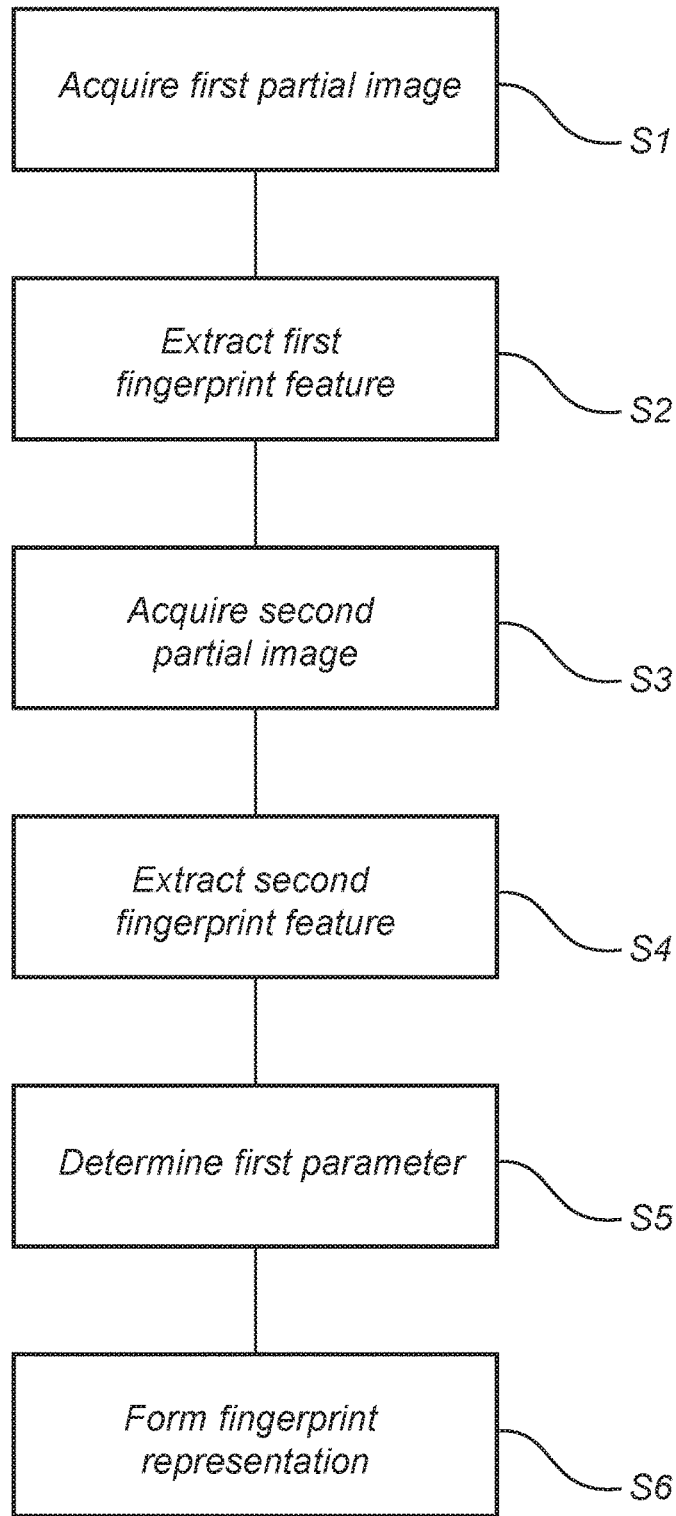 Acquire first partial image
S1
Extract first
fingerprint feature
S2
Acquire second
partial image
S3
Extract second
fingerprint feature
S4
Determine first parameter
S5
Form fingerprint
representation
S6